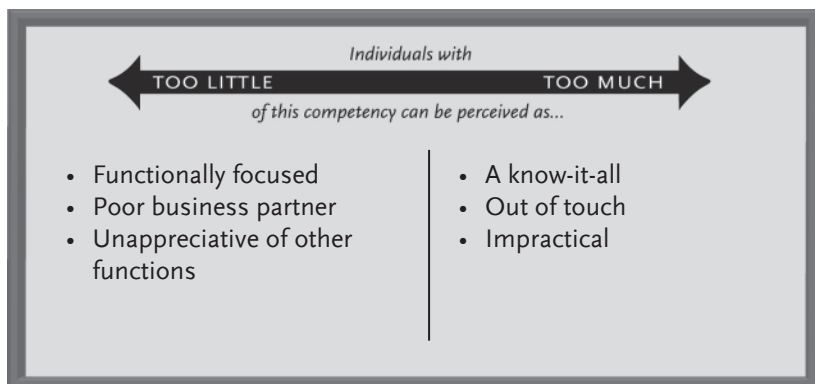 Individuals with
TOO LITTLE TOO MUCH
of this competency can be perceived as...
• Functionally focused
• Poor business partner
• Unappreciative of other
functions
• A know-it-all
• Out of touch
• Impractical